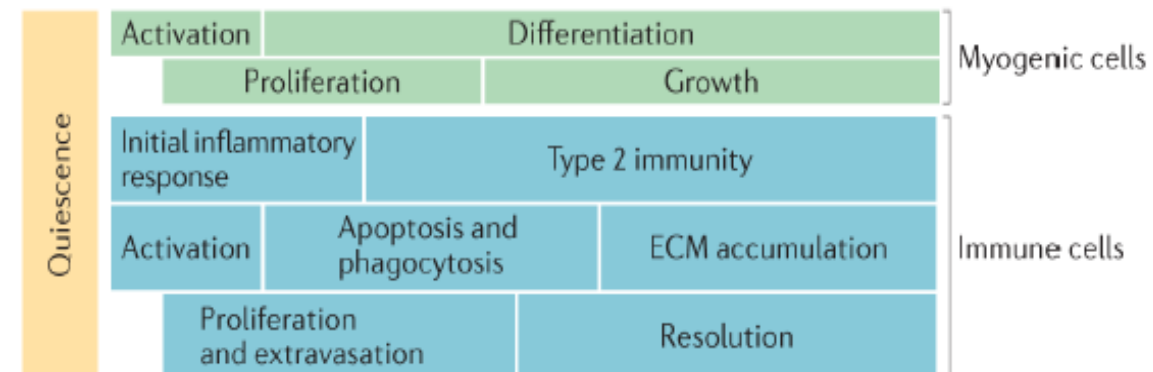 Quiescence
Activation
Differentiation
Proliferation
Growth
Myogenic cells
Initial inflammatory
response
Type 2 immunity
Activation
Apoptosis and
phagocytosis
ECM accumulation
Immune cells
Proliferation
and extravasation
Resolution